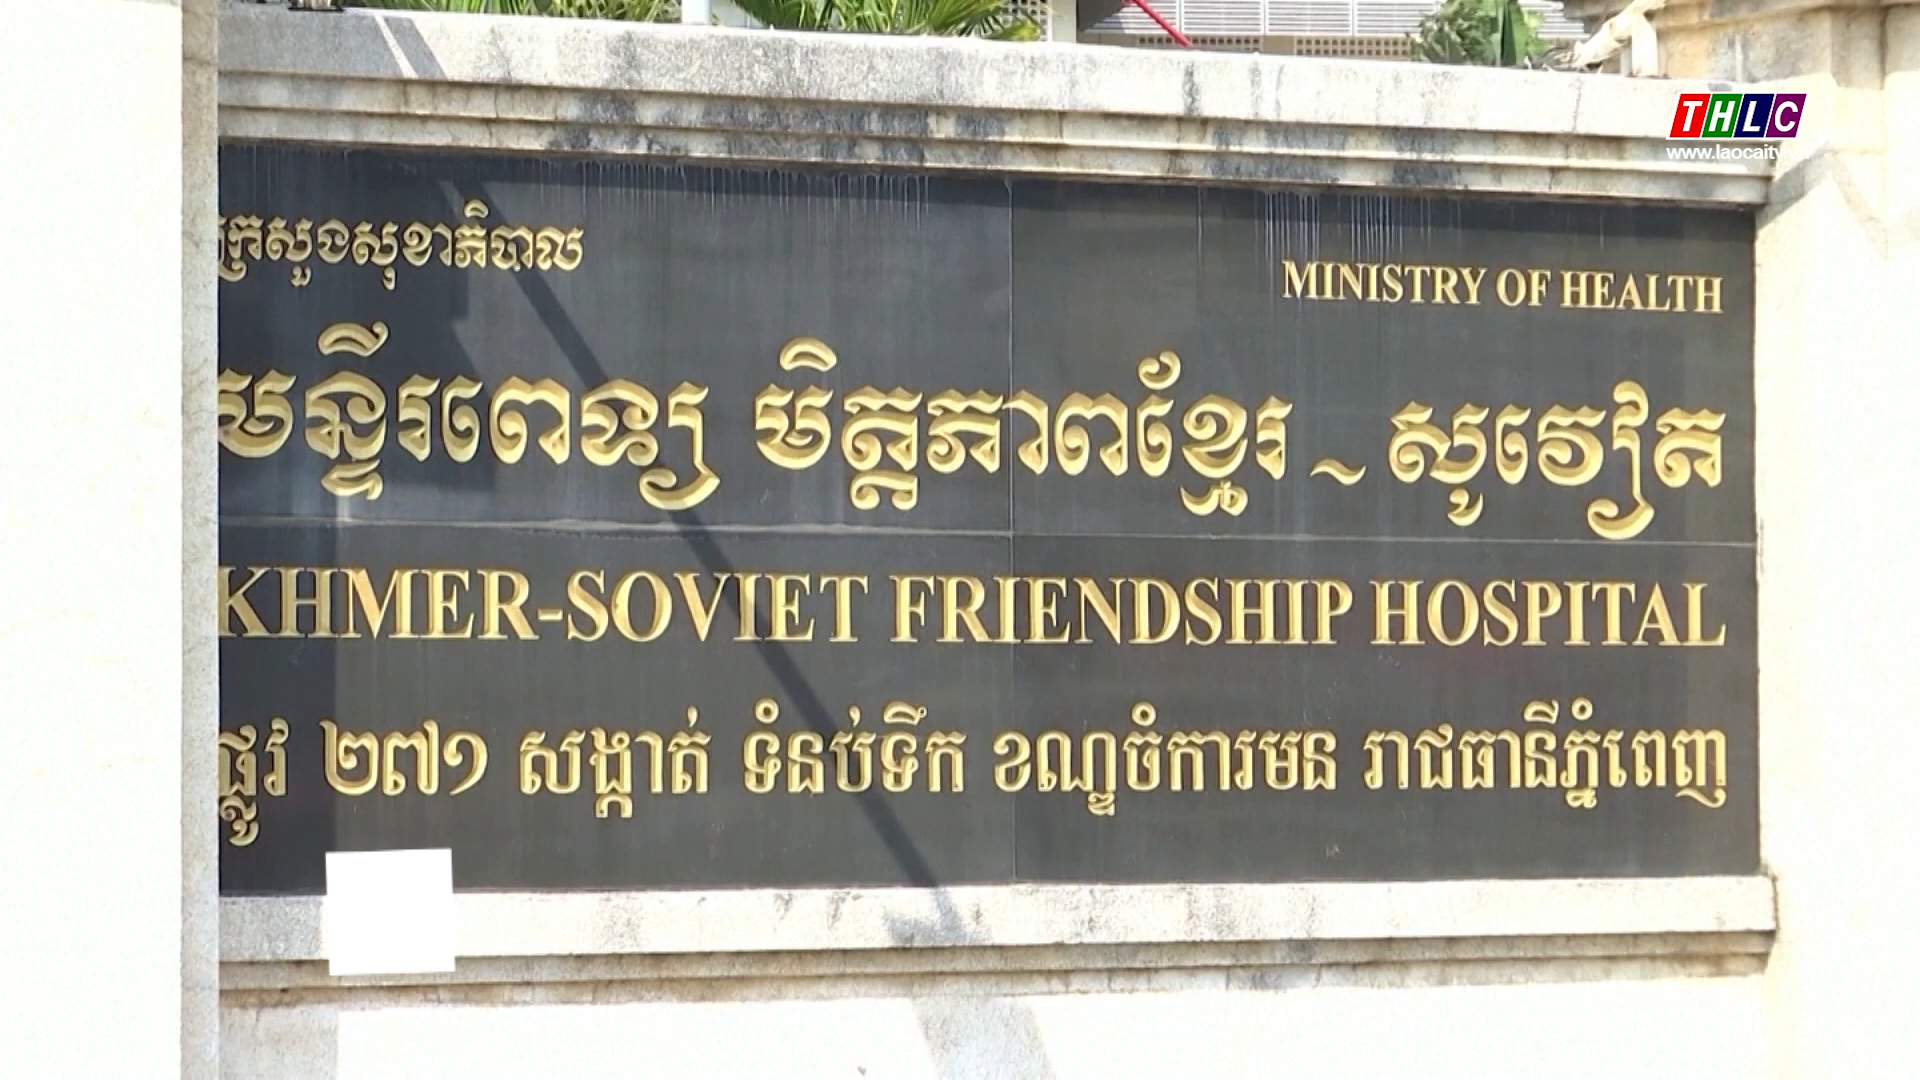 THLC
www.laocaitv
ក្រសួងសុខាភិបាល
MINISTRY OF HEALTH
មន្ទីរពេទ្យ មិត្តភាពខ្មែរ - សូវៀត
KHMER-SOVIET FRIENDSHIP HOSPITAL
ផ្លូវ ២៧១ សង្កាត់ ទំនប់ទឹក ខណ្ឌចំការមន រាជធានីភ្នំពេញ